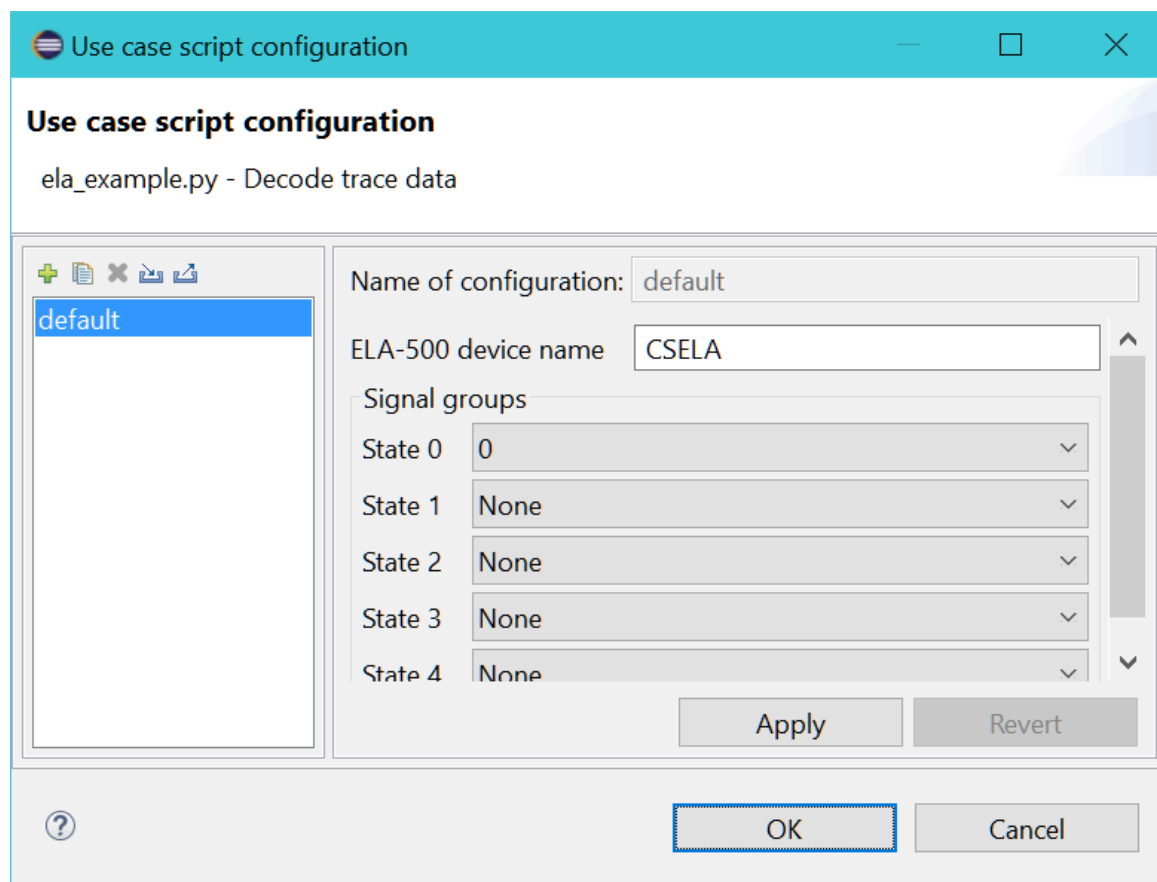 Use case script configuration
Use case script configuration
ela_example.py - Decode trace data
default
Name of configuration: default
ELA-500 device name CSELA
Signal groups
State 0 0
State 1 None
State 2 None
State 3 None
State 4 None
Apply Revert
? OK Cancel